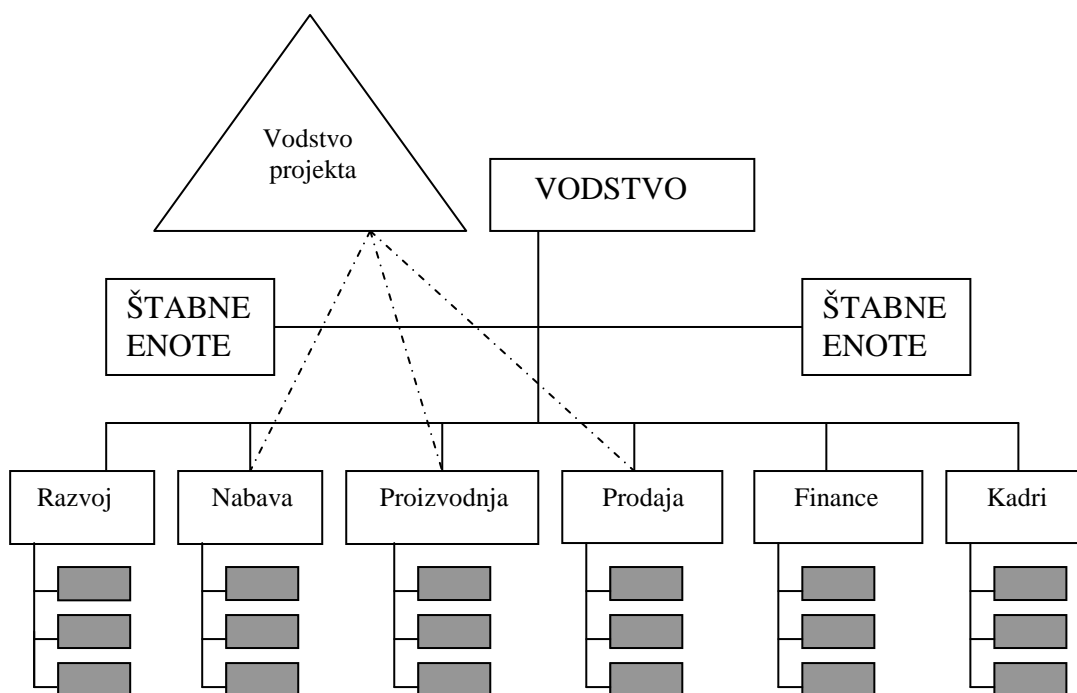 Vodstvo
projekta
VODSTVO
ŠTABNE
ENOTE
ŠTABNE
ENOTE
Razvoj
Nabava
Proizvodnja
Prodaja
Finance
Kadri